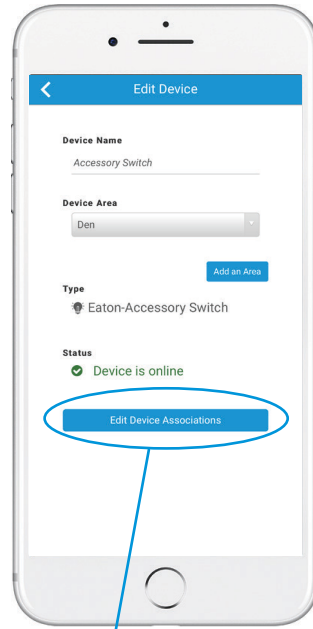 Edit Device
Device Name
Accessory Switch
Device Area
Den
Add an Area
Type
Eaton-Accessory Switch
Status
Device is online
Edit Device Associations